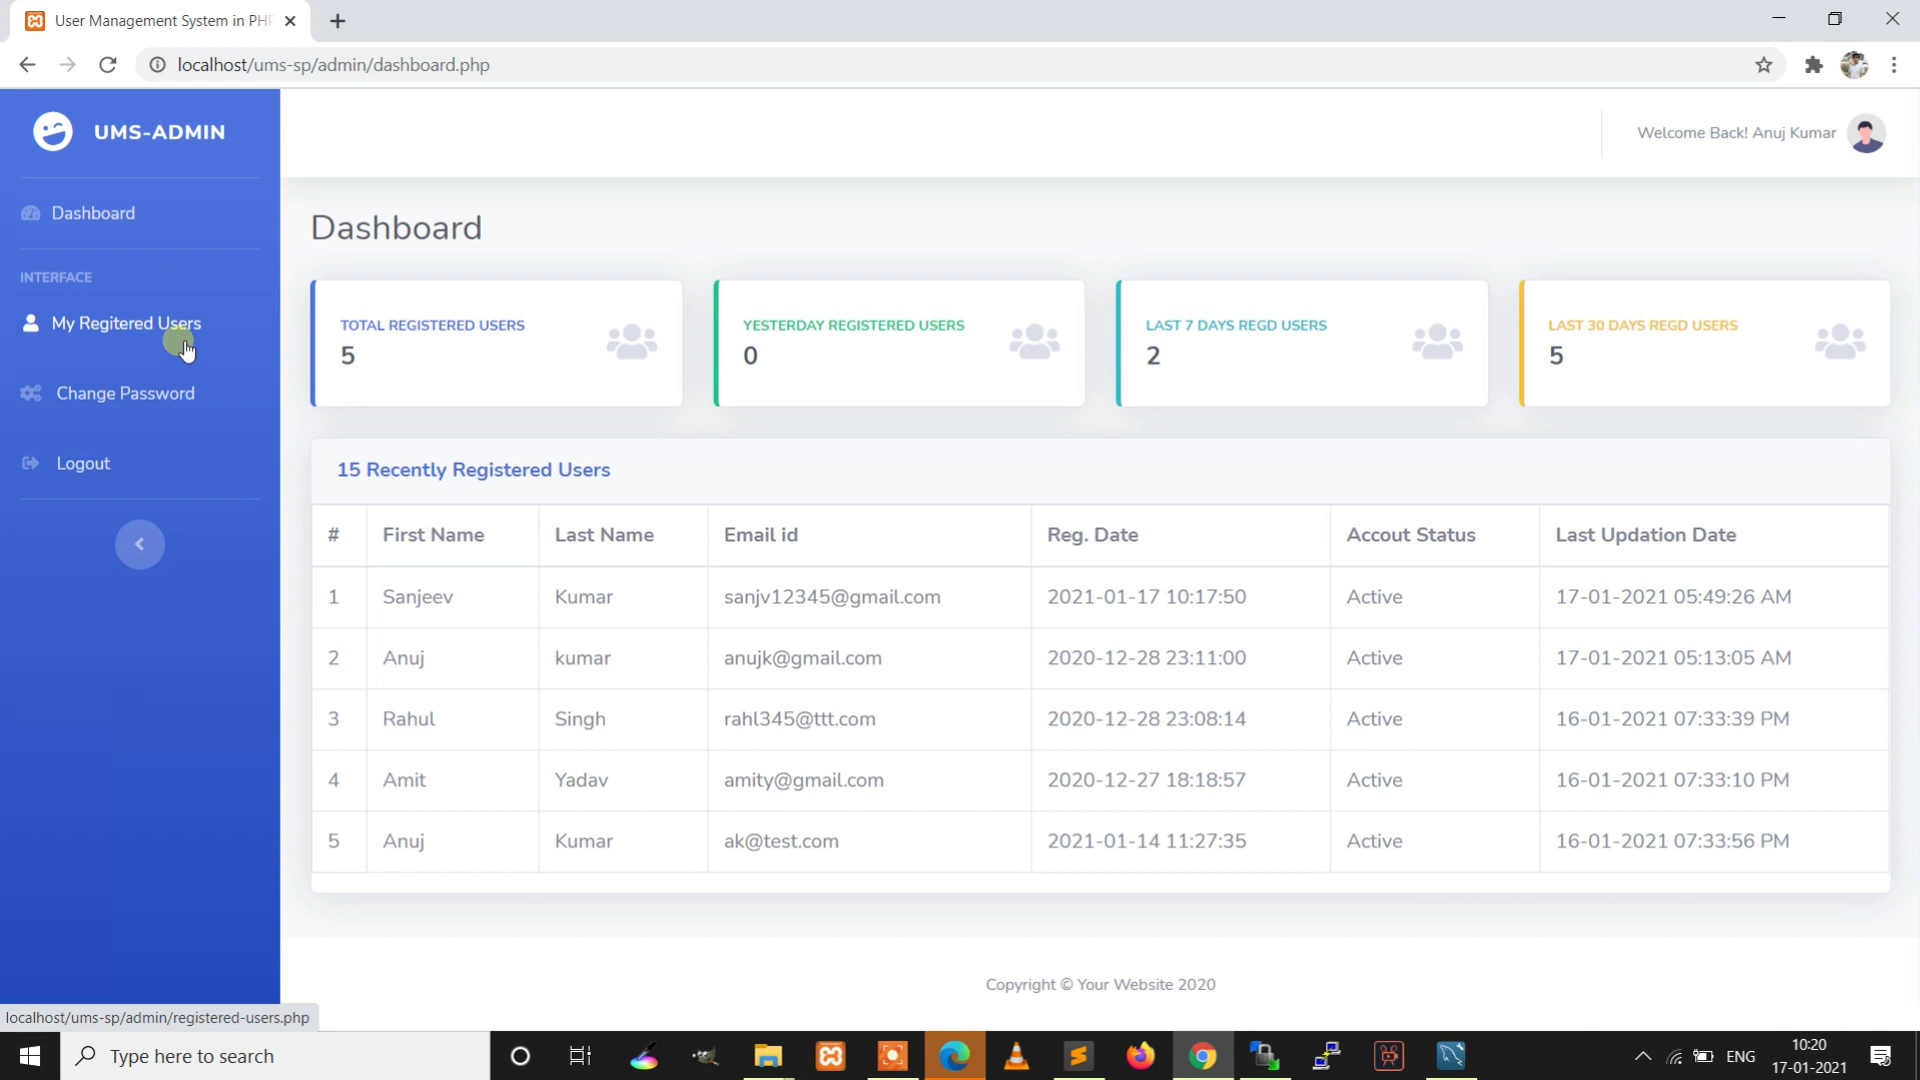 User Management System in PH
localhost/ums-sp/admin/dashboard.php
UMS-ADMIN
Welcome Back! Anuj Kumar
Dashboard
INTERFACE
My Regitered Users
Change Password
Logout
Dashboard
TOTAL REGISTERED USERS
5
YESTERDAY REGISTERED USERS
0
LAST 7 DAYS REGD USERS
2
LAST 30 DAYS REGD USERS
5
15 Recently Registered Users
# First Name Last Name Email id Reg. Date Accout Status Last Updation Date
1 Sanjeev Kumar sanjv12345@gmail.com 2021-01-17 10:17:50 Active 17-01-2021 05:49:26 AM
2 Anuj kumar anujk@gmail.com 2020-12-28 23:11:00 Active 17-01-2021 05:13:05 AM
3 Rahul Singh rahl345@ttt.com 2020-12-28 23:08:14 Active 16-01-2021 07:33:39 PM
4 Amit Yadav amity@gmail.com 2020-12-27 18:18:57 Active 16-01-2021 07:33:10 PM
5 Anuj Kumar ak@test.com 2021-01-14 11:27:35 Active 16-01-2021 07:33:56 PM
Copyright © Your Website 2020
localhost/ums-sp/admin/registered-users.php
Type here to search
ENG
10:20
17-01-2021